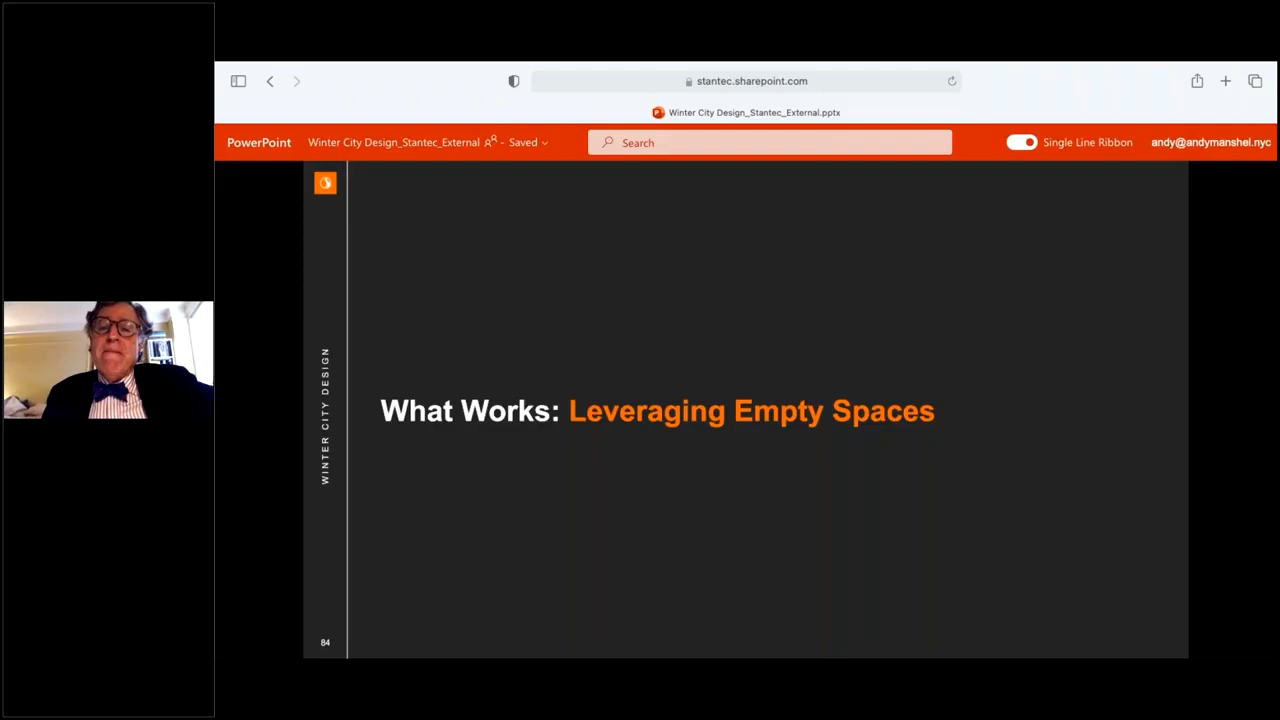 stantec.sharepoint.com
Winter City Design_Stantec_External.pptx
PowerPoint Winter City Design_Stantec_External - Saved Search Single Line Ribbon andy@andymanshel.nyc
WINTER CITY DESIGN
What Works: Leveraging Empty Spaces
84